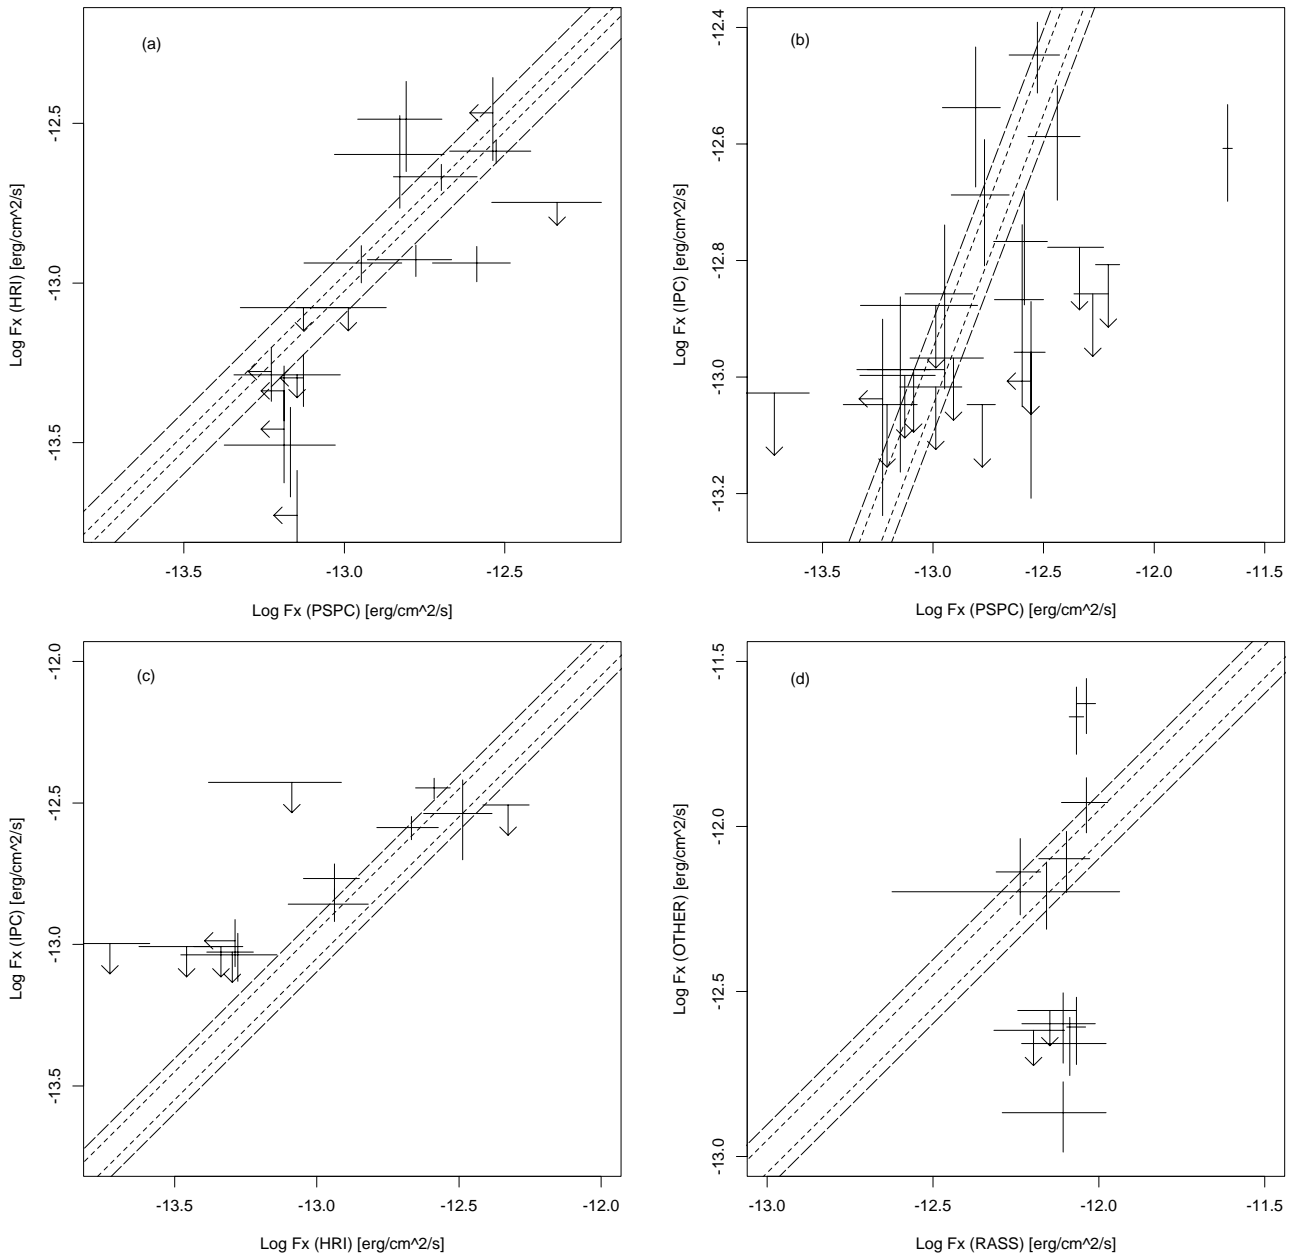 (a)
-12.5
-13.0
-13.5
Log Fx (HRI) [erg/cm^2/s]
-13.5 -13.0 -12.5
Log Fx (PSPC) [erg/cm^2/s]
(b)
-12.4
-12.6
-12.8
-13.0
-13.2
Log Fx (IPC) [erg/cm^2/s]
-13.5 -13.0 -12.5 -12.0 -11.5
Log Fx (PSPC) [erg/cm^2/s]
(c)
-12.0
-12.5
-13.0
-13.5
Log Fx (IPC) [erg/cm^2/s]
-13.5 -13.0 -12.5 -12.0
Log Fx (HRI) [erg/cm^2/s]
(d)
-11.5
-12.0
-12.5
-13.0
Log Fx (OTHER) [erg/cm^2/s]
-13.0 -12.5 -12.0 -11.5
Log Fx (RASS) [erg/cm^2/s]